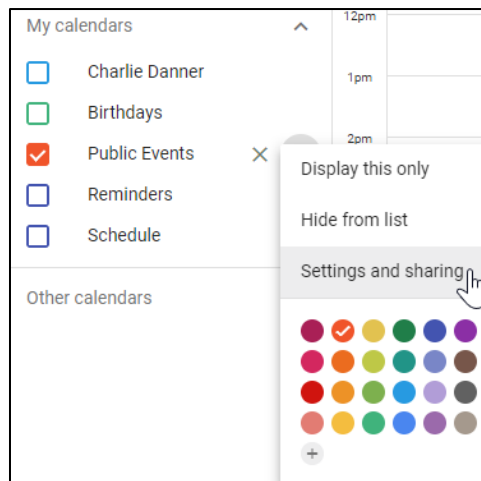 My calendars
Charlie Danner
Birthdays
Public Events
Reminders
Schedule
Other calendars
12pm
1pm
2pm
Display this only
Hide from list
Settings and sharing